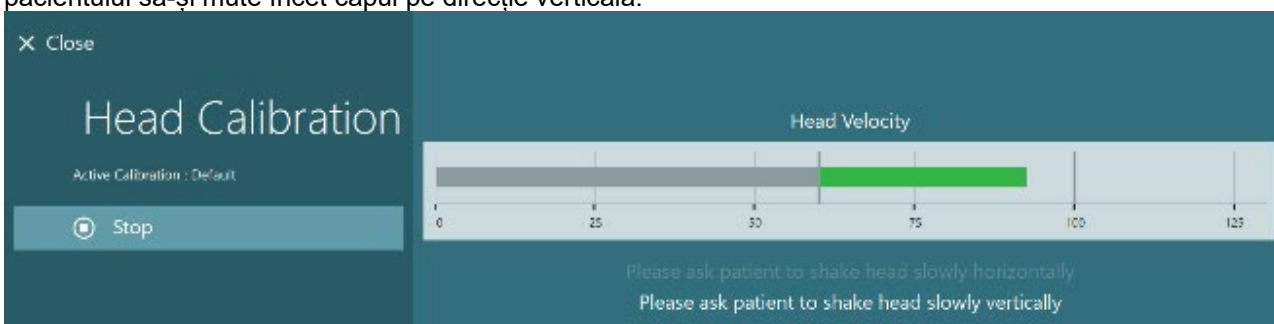 pacientului să-și mute încet capul pe direcție verticală.
Close
Head Calibration
Head Velocity
Active Calibration : Default
Stop
0 25 50 75 100 125
Please ask patient to shake head slowly horizontally
Please ask patient to shake head slowly vertically